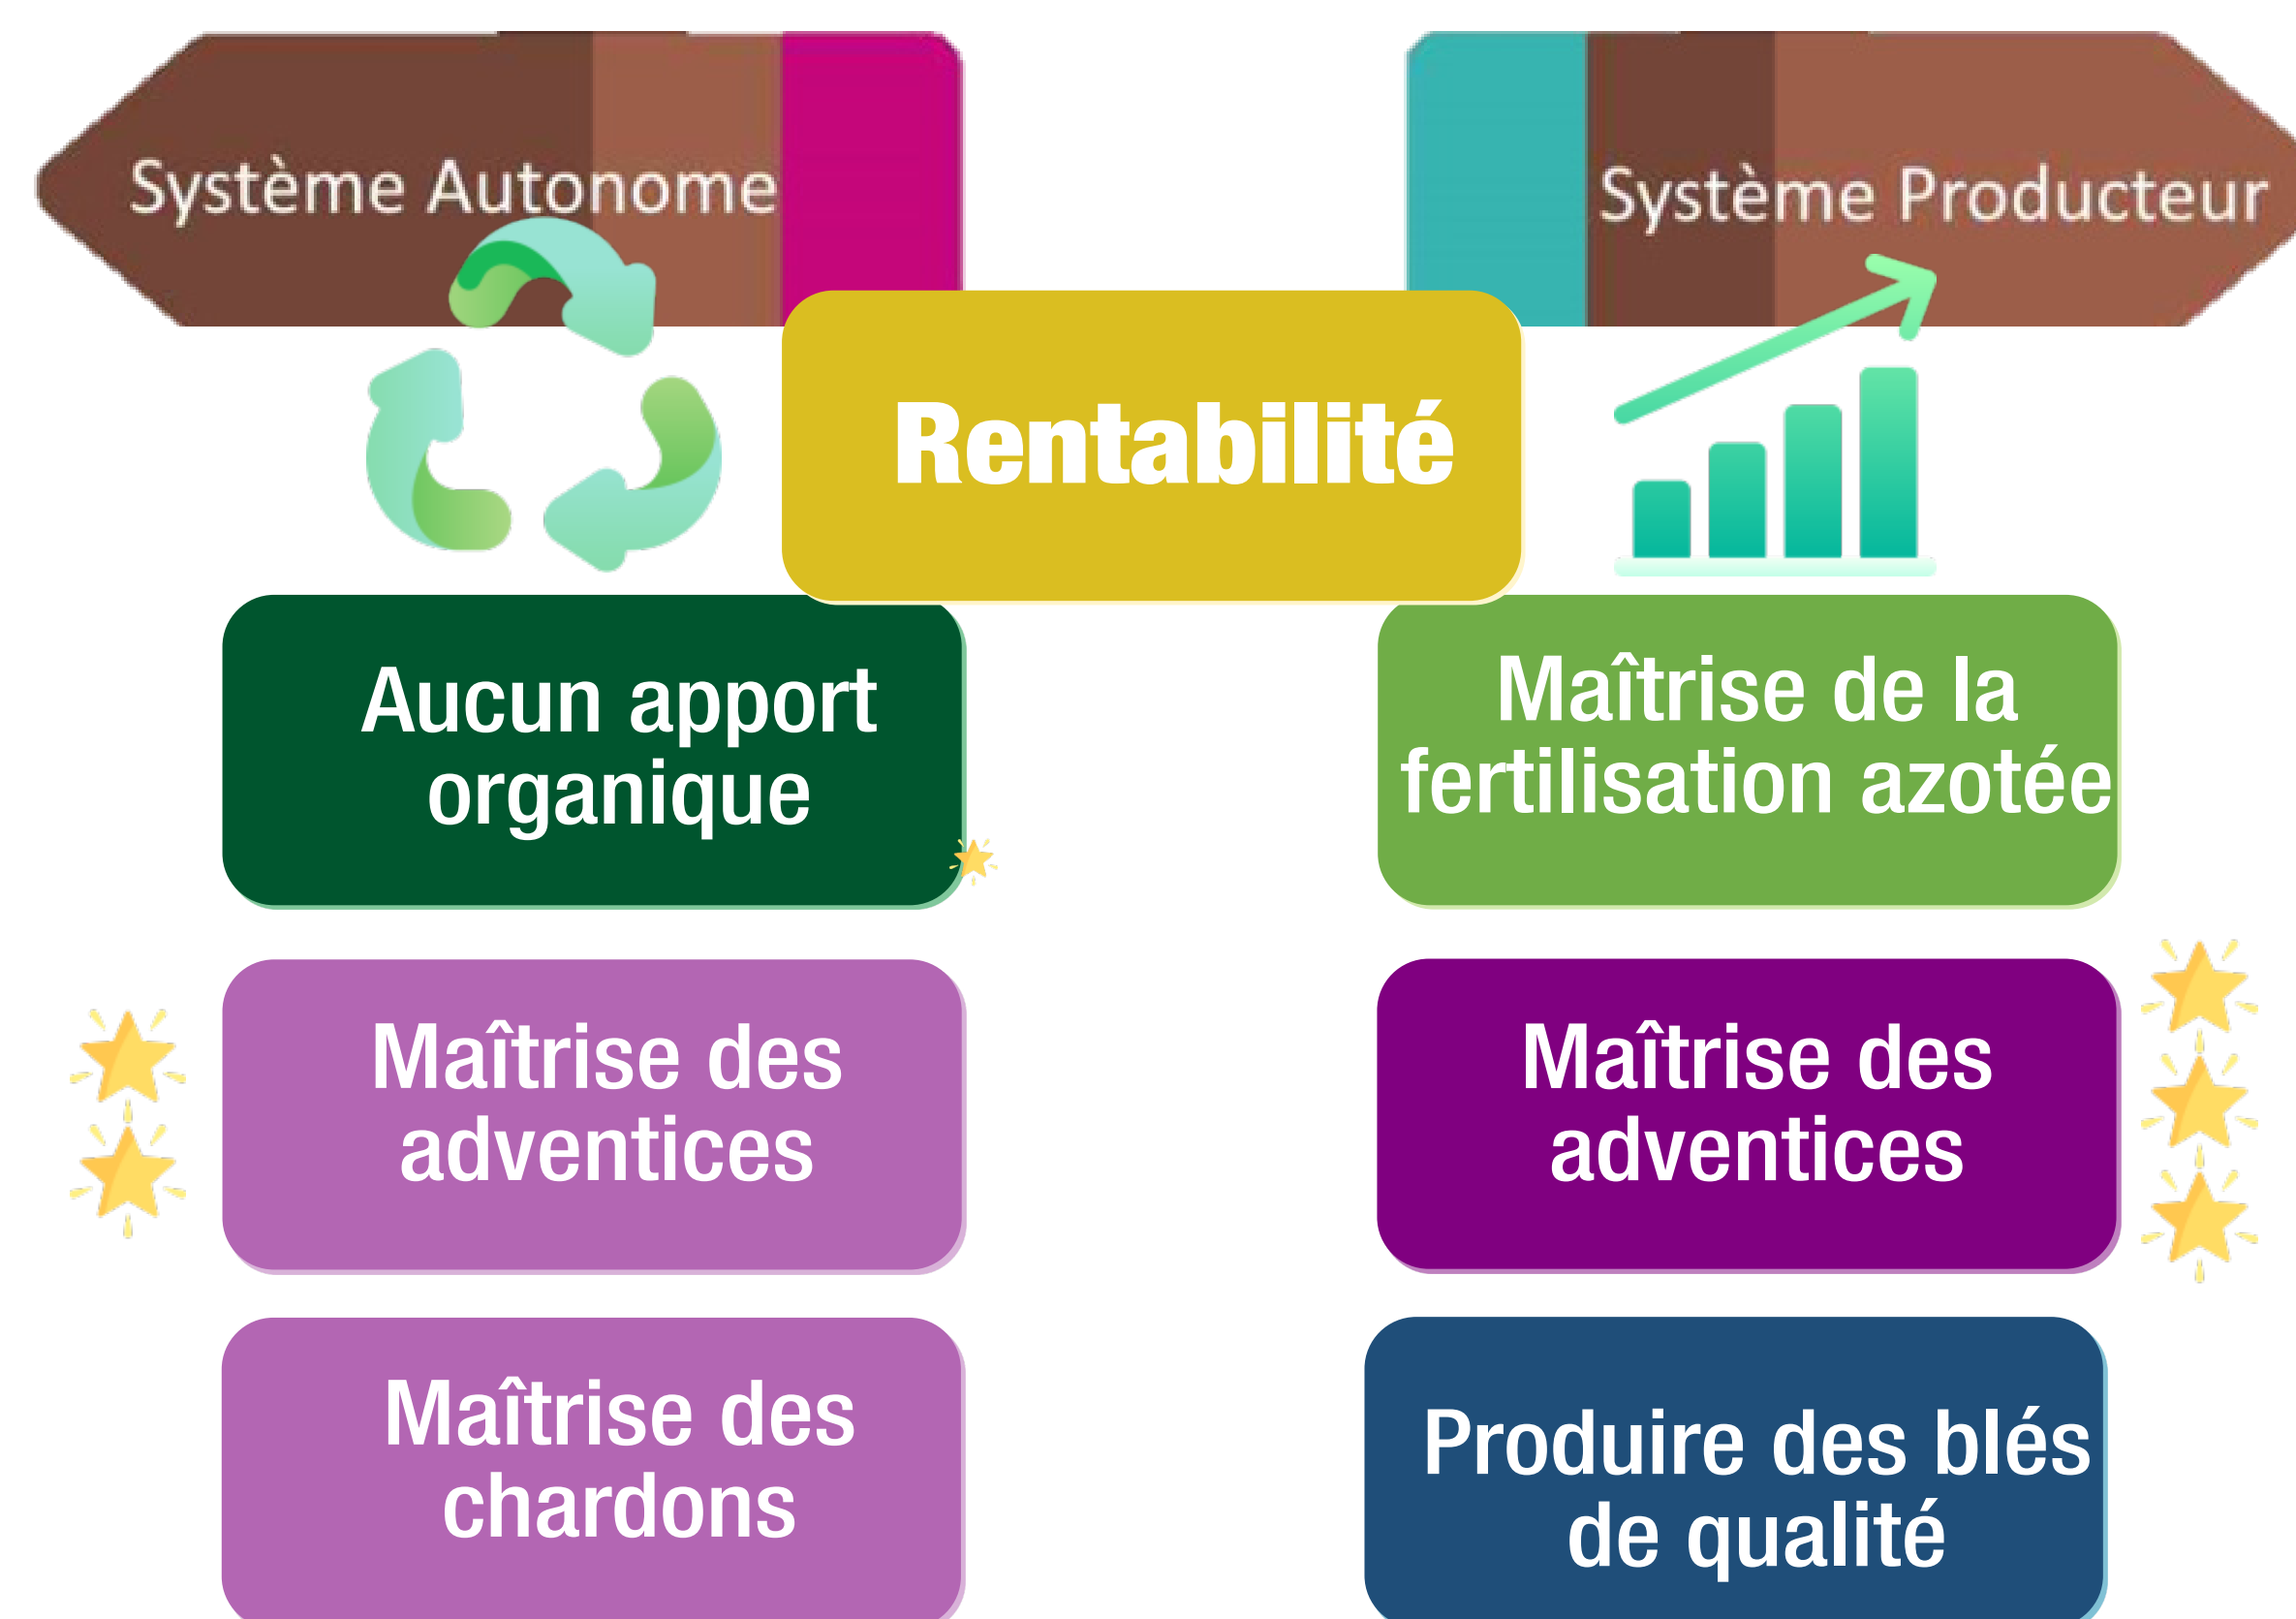 Système Autonome
Système Producteur
Rentabilité
Aucun apport
organique
Maîtrise de la
fertilisation azotée
Maîtrise des
adventices
Maîtrise des
adventices
Maîtrise des
chardons
Produire des blés
de qualité